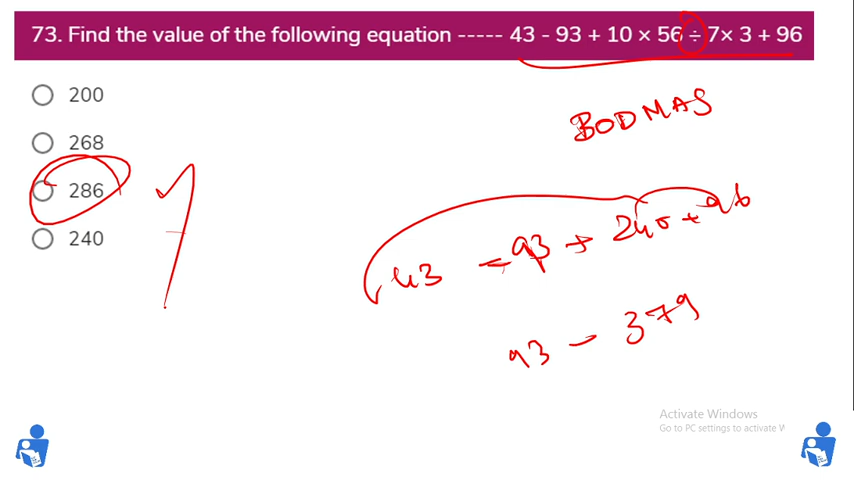 73. Find the value of the following equation ----- 43 - 93 + 10 × 56 ÷ 7× 3 + 96
200
268
286
240
BODMAS
43 - 93 + 240 + 96
93 - 379
Activate Windows
Go to PC settings to activate W